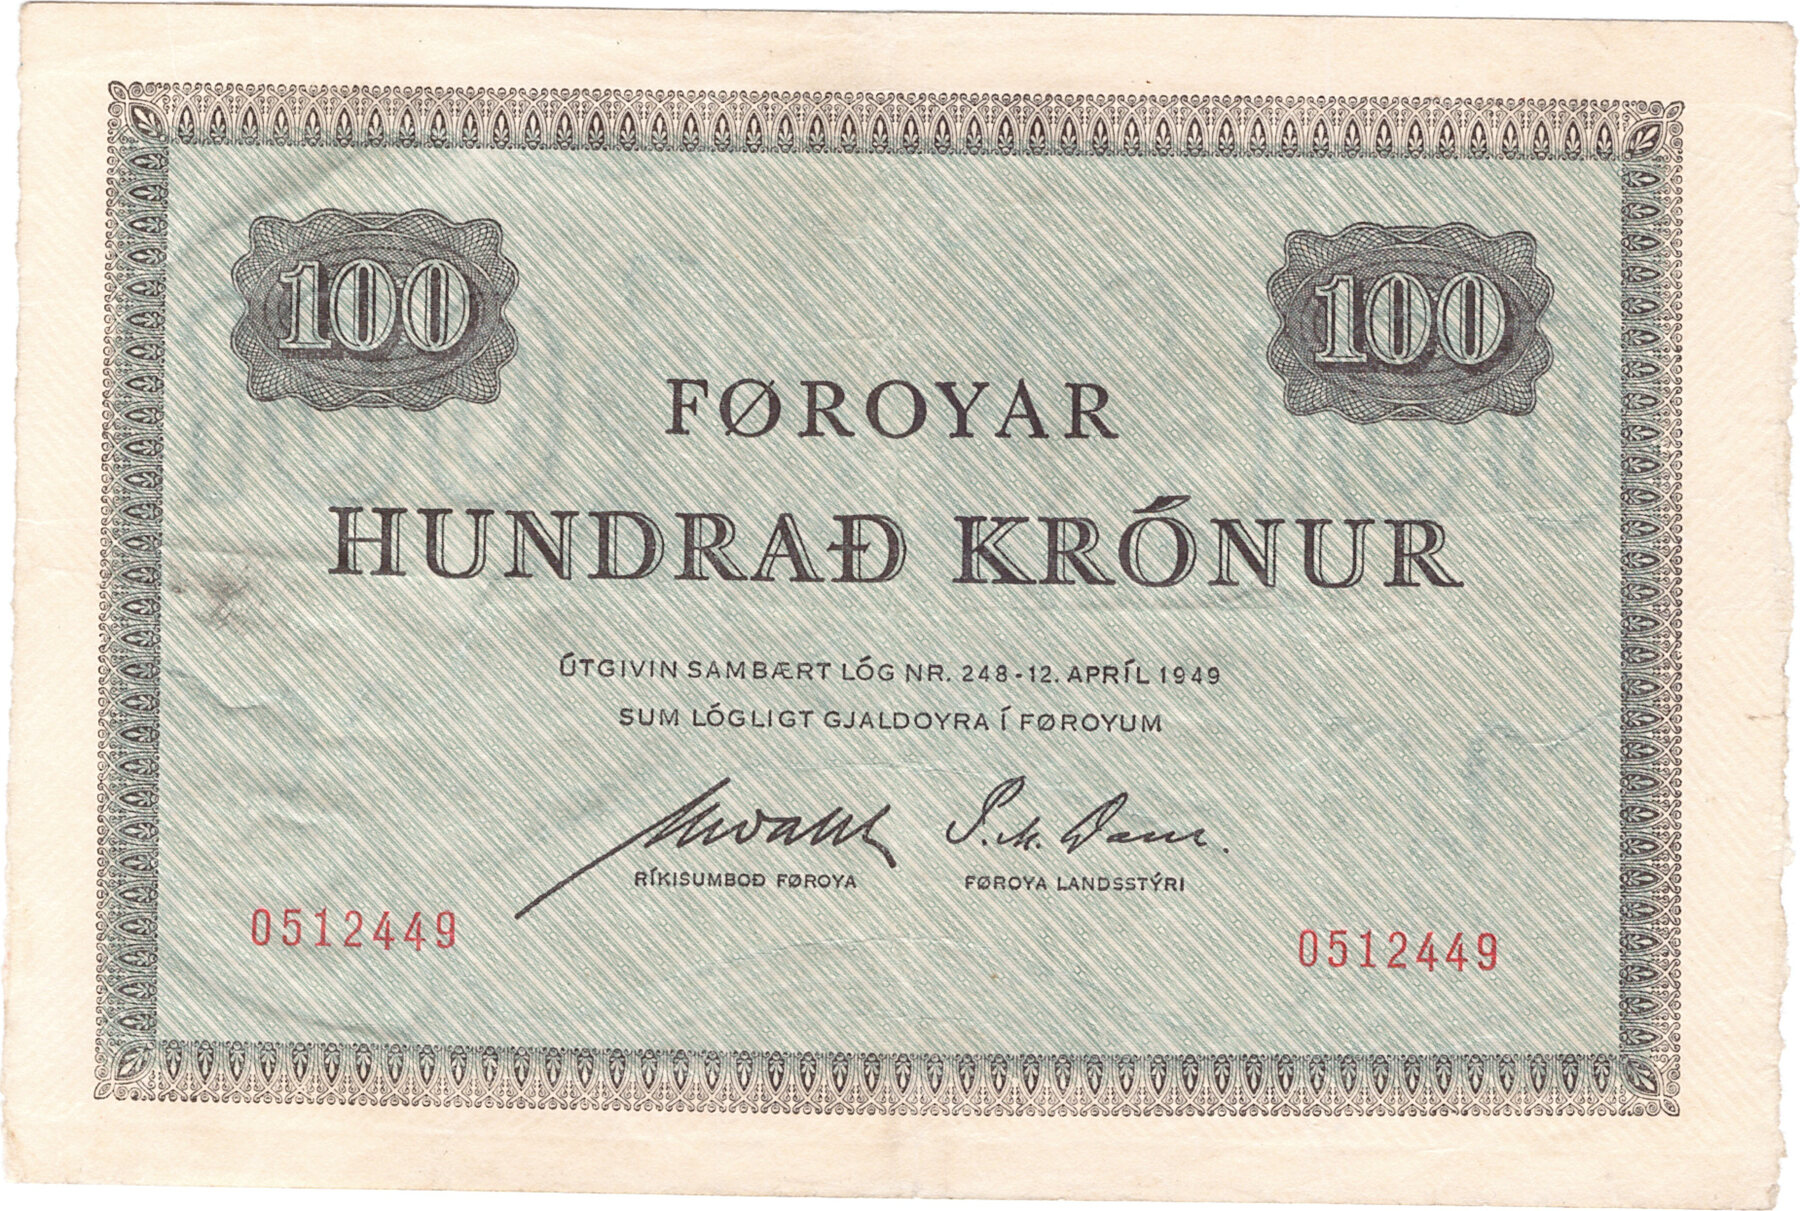 100
100
FØROYAR
HUNDRAÐ KRÓNUR
ÚTGIVIN SAMBÆRT LÓG NR. 248 - 12. APRÍL 1949
SUM LÓGLIGT GJALDOYRA Í FØROYUM
P. M. Dam.
RÍKISUMBOÐ FØROYA
FØROYA LANDSSTÝRI
0512449
0512449